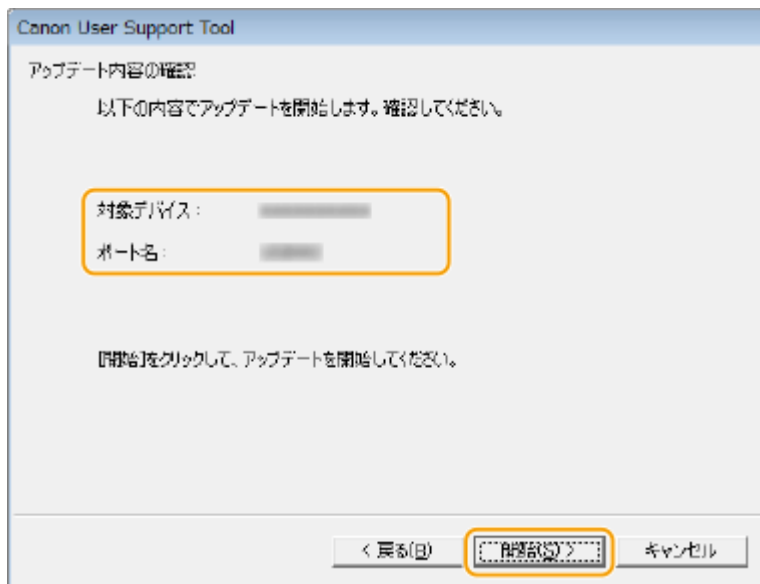 Canon User Support Tool
アップデート内容の確認
以下の内容でアップデートを開始します。確認してください。
対象デバイス:
ポート名:
[開始]をクリックして、アップデートを開始してください。
< 戻る(B)
開始(S) >
キャンセル